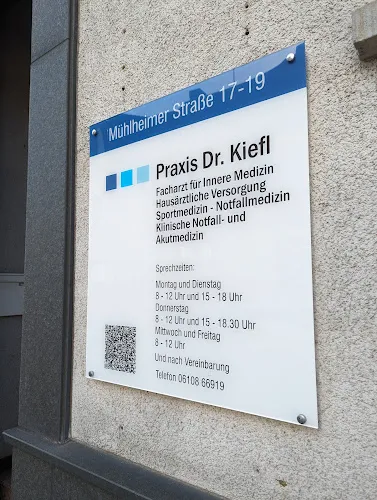 Mühlheimer Straße 17-19
Praxis Dr. Kiefl
Facharzt für Innere Medizin
Hausärztliche Versorgung
Sportmedizin - Notfallmedizin
Klinische Notfall- und
Akutmedizin
Sprechzeiten:
Montag und Dienstag
8 - 12 Uhr und 15 - 18 Uhr
Donnerstag
8 - 12 Uhr und 15 - 18.30 Uhr
Mittwoch und Freitag
8 - 12 Uhr
Und nach Vereinbarung
Telefon 06108 66919